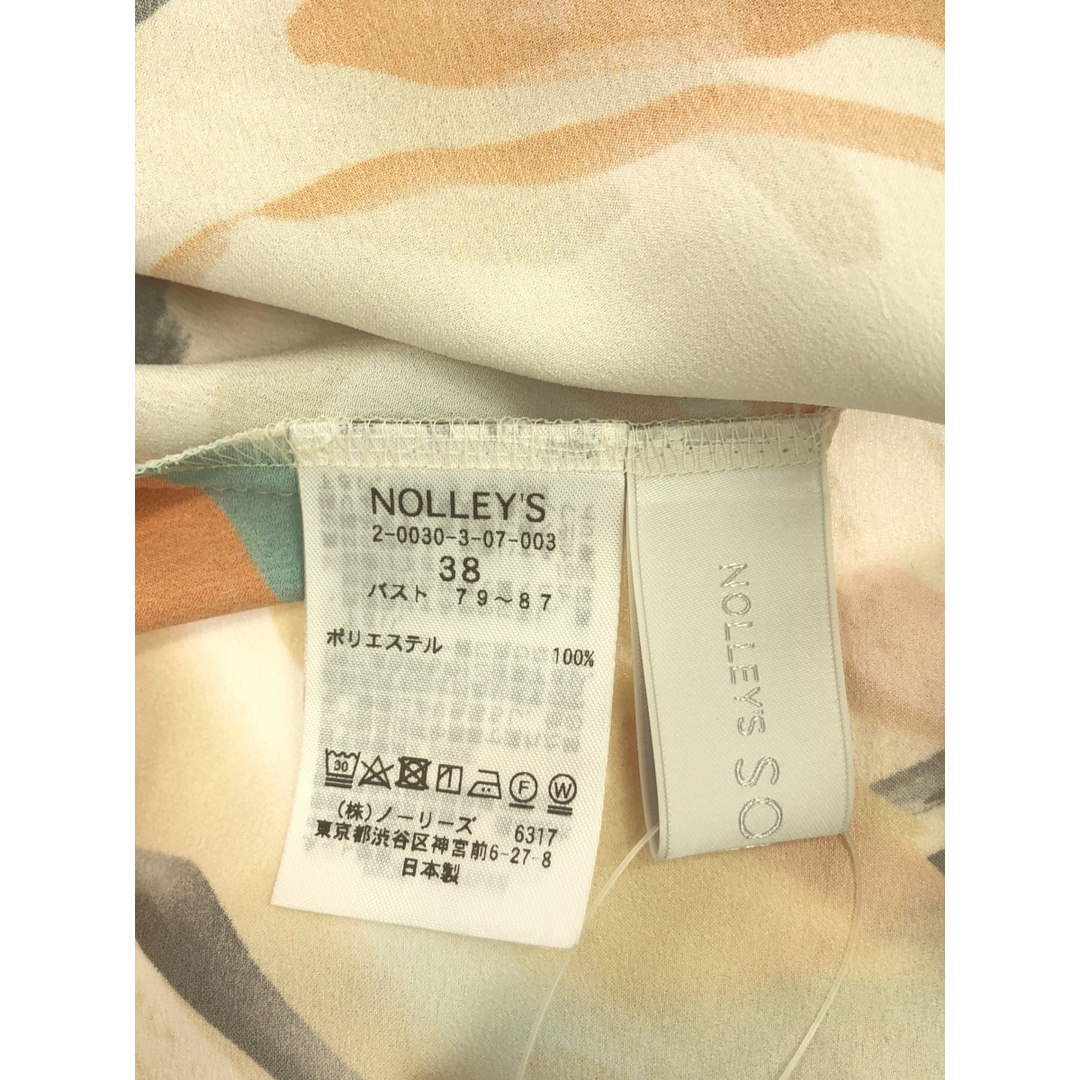 NOLLEY'S
2-0030-3-07-003
38
バスト 79～87
ポリエステル 100%
30
F
W
(株)ノーリーズ 6317
東京都渋谷区神宮前6-27-8
日本製
NOLLEY'S SO